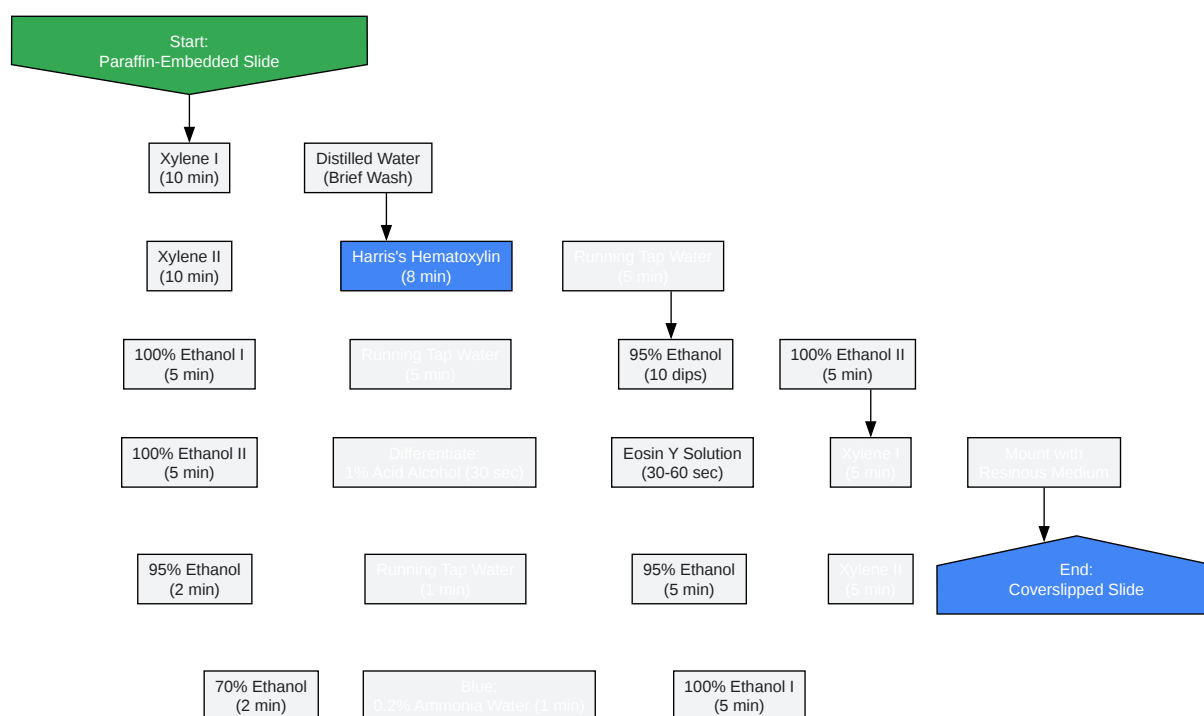 Start:
Paraffin-Embedded Slide
Xylene I
(10 min)
Distilled Water
(Brief Wash)
Xylene II
(10 min)
Harris's Hematoxylin
(8 min)
Running Tap Water
(5 min)
100% Ethanol I
(5 min)
Running Tap Water
(5 min)
95% Ethanol
(10 dips)
100% Ethanol II
(5 min)
100% Ethanol II
(5 min)
Differentiate:
1% Acid Alcohol (30 sec)
Eosin Y Solution
(30-60 sec)
Xylene I
(5 min)
Mount with
Resinous Medium
95% Ethanol
(2 min)
Running Tap Water
(1 min)
95% Ethanol
(5 min)
Xylene II
(5 min)
End:
Coverslipped Slide
70% Ethanol
(2 min)
Blue:
0.2% Ammonia Water (1 min)
100% Ethanol I
(5 min)